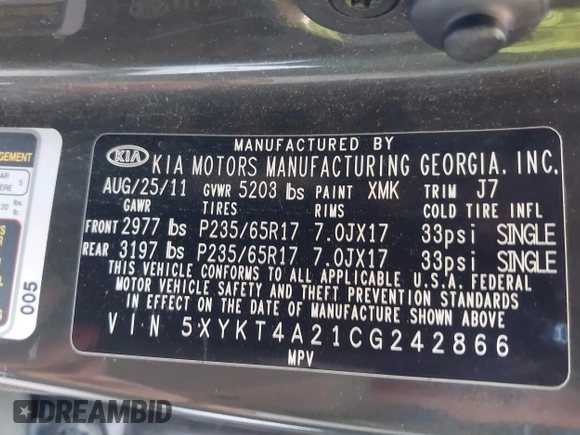 MANUFACTURED BY
KIA KIA MOTORS MANUFACTURING GEORGIA, INC.
AUG/25/11 GVWR 5203 lbs PAINT XMK TRIM J7
GAWR TIRES RIMS COLD TIRE INFL
FRONT 2977 lbs P235/65R17 7.0JX17 33psi SINGLE
REAR 3197 lbs P235/65R17 7.0JX17 33psi SINGLE
THIS VEHICLE CONFORMS TO ALL APPLICABLE U.S.A. FEDERAL
MOTOR VEHICLE SAFETY AND THEFT PREVENTION STANDARDS
IN EFFECT ON THE DATE OF MANUFACTURE SHOWN ABOVE
VIN 5XYKT4A21CG242866
MPV
005
DREAMBID